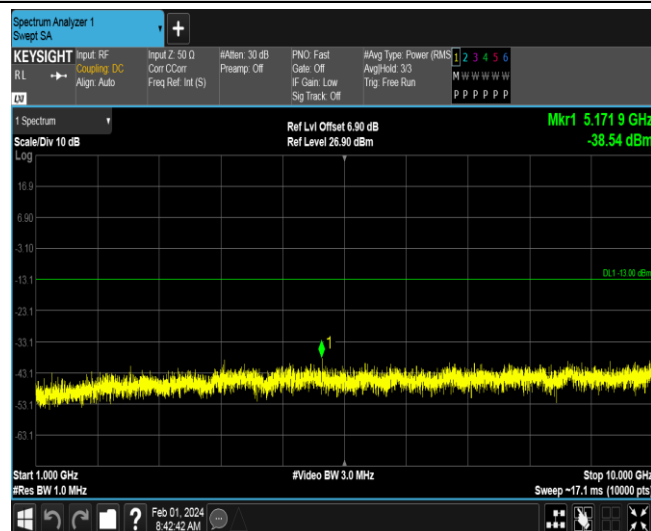 Spectrum Analyzer 1
Swept SA
+
KEYSIGHT Input: RF Input Z: 50 Ω #Atten: 30 dB PNO: Fast #Avg Type: Power (RMS 1 2 3 4 5 6
RL Coupling: DC Corr CCorr Preamp: Off Gate: Off Avg|Hold: 3/3 M W W W W W
Align: Auto Freq Ref: Int (S) IF Gain: Low Trig: Free Run
Sig Track: Off P P P P P P
LXI
1 Spectrum Ref Lvl Offset 6.90 dB Mkr1 5.171 9 GHz
Scale/Div 10 dB Ref Level 26.90 dBm -38.54 dBm
Log
16.9
6.90
-3.10
-13.1 DL1 -13.00 dBm
-23.1
-33.1
1
-43.1
-53.1
-63.1
Start 1.000 GHz #Video BW 3.0 MHz Stop 10.000 GHz
#Res BW 1.0 MHz Sweep ~17.1 ms (10000 pts
? Feb 01, 2024
8:42:42 AM